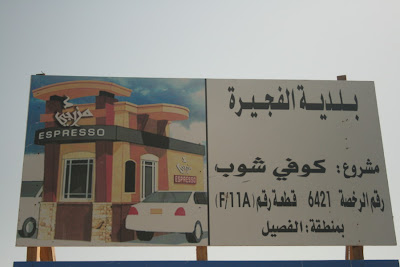 بلدية الفجيرة
مشروع: كوفي شوب
رقم الرخصة 6421 قطعة رقم (F/11A)
بمنطقة: الفصيل
ESPRESSO
ESPRESSO